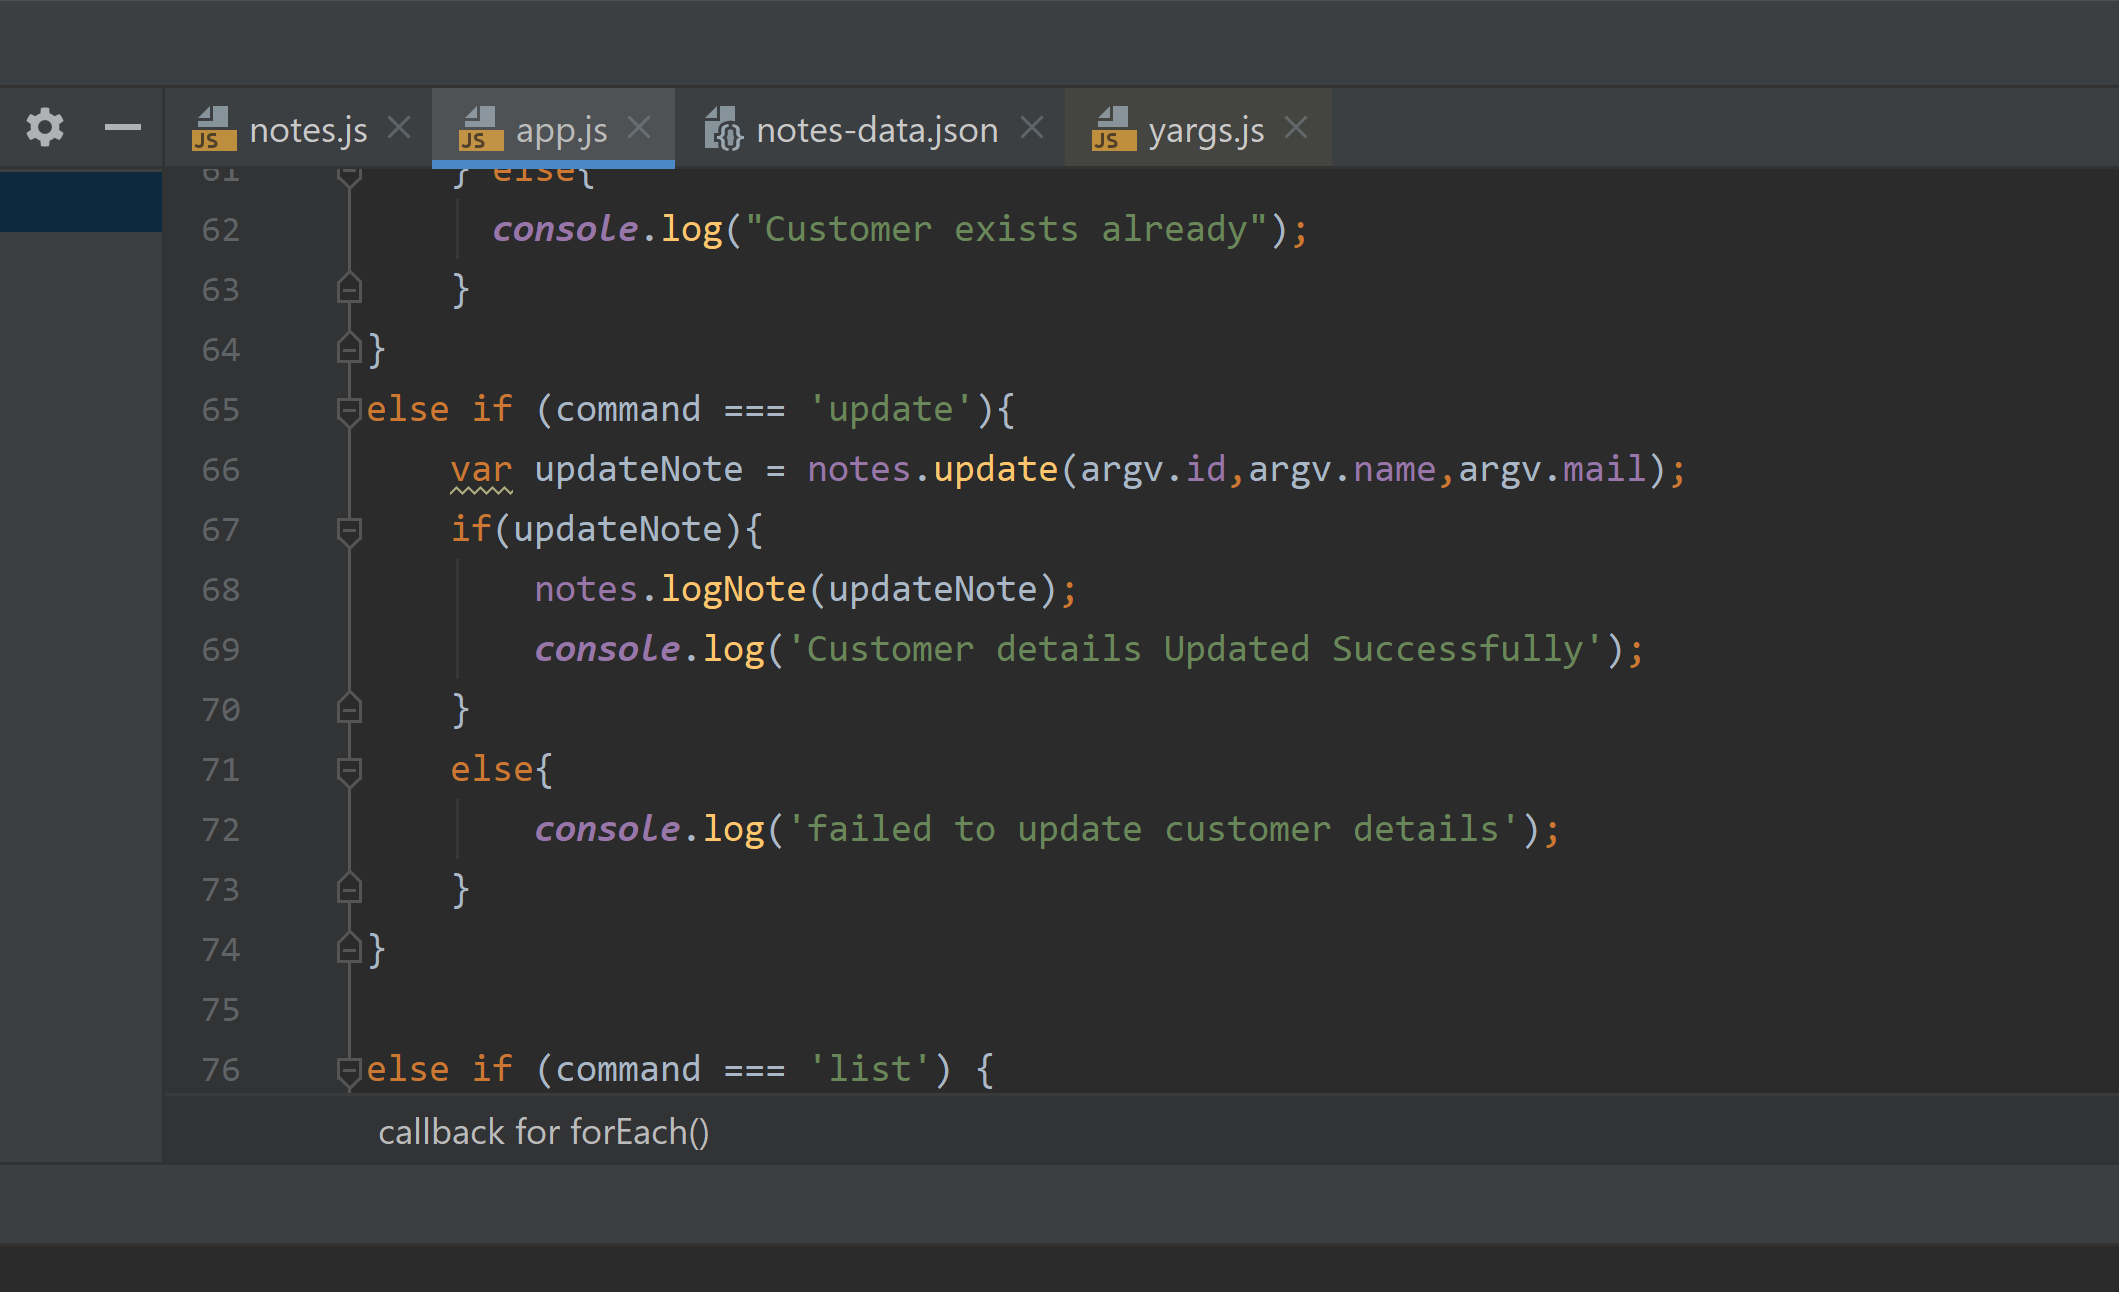 notes.js app.js notes-data.json yargs.js
61 } else{
62 console.log("Customer exists already");
63 }
64 }
65 else if (command === 'update'){
66 var updateNote = notes.update(argv.id,argv.name,argv.mail);
67 if(updateNote){
68 notes.logNote(updateNote);
69 console.log('Customer details Updated Successfully');
70 }
71 else{
72 console.log('failed to update customer details');
73 }
74 }
75
76 else if (command === 'list') {
callback for forEach()